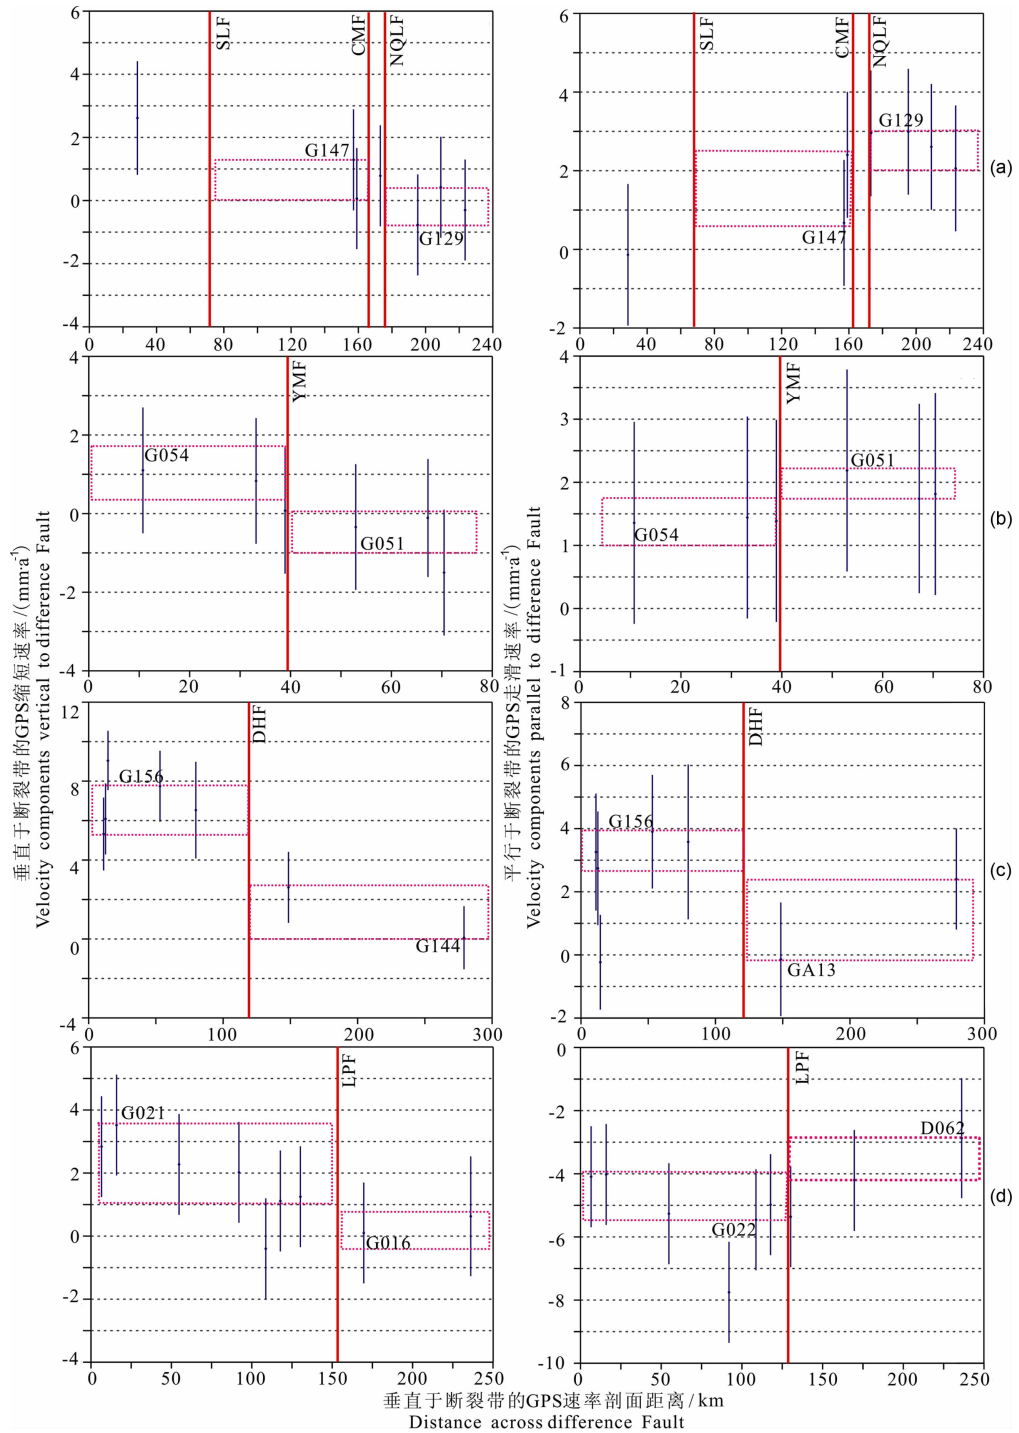 6
4
2
0
-2
-4
SLF
CMF
NQLF
G147
G129
0 40 80 120 160 200 240
6
4
2
0
-2
SLF
CMF
NQLF
G129
G147
0 40 80 120 160 200 240
(a)
4
2
0
-2
-4
YMF
G054
G051
0 20 40 60 80
4
3
2
1
0
-1
YMF
G051
G054
0 20 40 60 80
(b)
垂直于断裂带的GPS缩短速率/(mm·a⁻¹)
Velocity components vertical to difference Fault
平行于断裂带的GPS走滑速率/(mm·a⁻¹)
Velocity components parallel to difference Fault
12
8
4
0
-4
DHF
G156
G144
0 100 200 300
8
6
4
2
0
-2
DHF
G156
GA13
0 100 200 300
(c)
6
4
2
0
-2
-4
LPF
G021
G016
0 50 100 150 200 250
0
-2
-4
-6
-8
-10
LPF
D062
G022
0 50 100 150 200 250
(d)
垂直于断裂带的GPS速率剖面距离/km
Distance across difference Fault